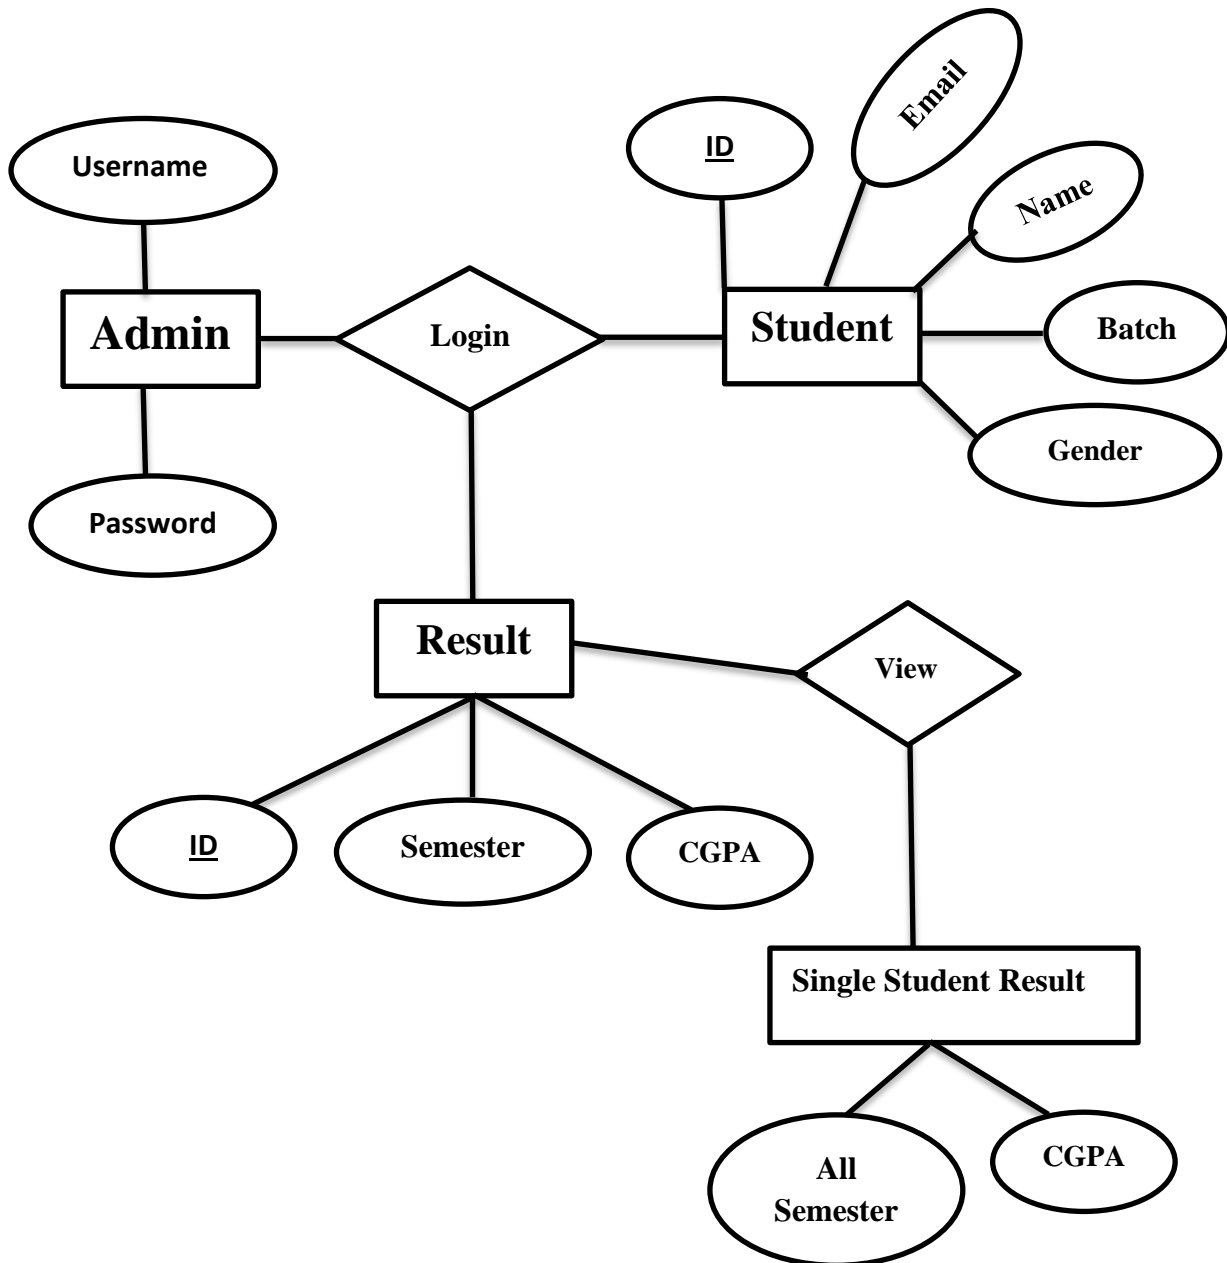 Email
ID
Username
Name
Admin
Login
Student
Batch
Gender
Password
Result
View
ID
Semester
CGPA
Single Student Result
All
Semester
CGPA